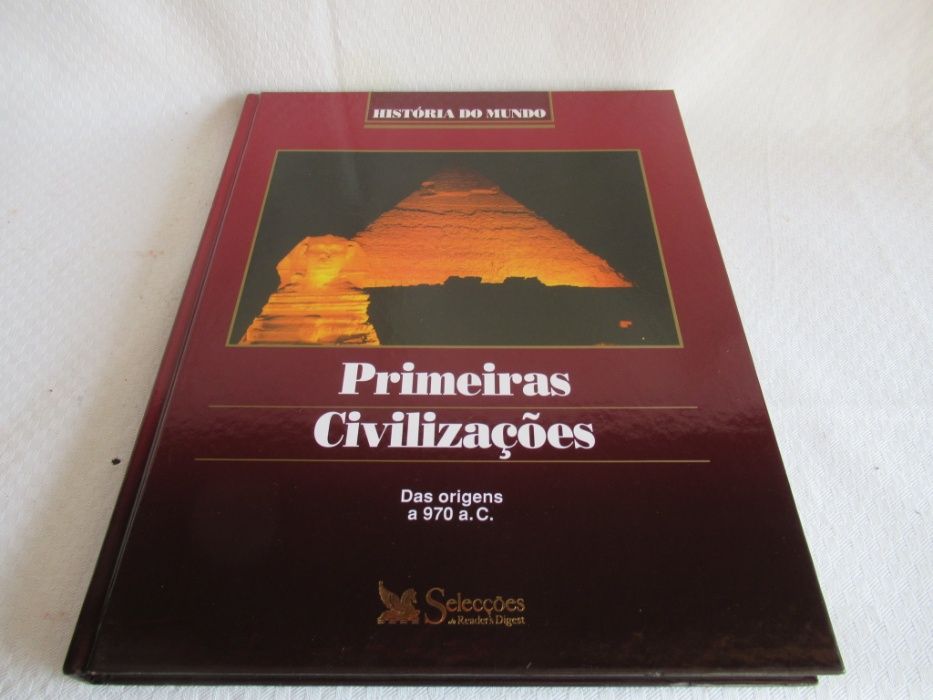 HISTÓRIA DO MUNDO
Primeiras
Civilizações
Das origens
a 970 a.C.
Selecções
do Reader's Digest